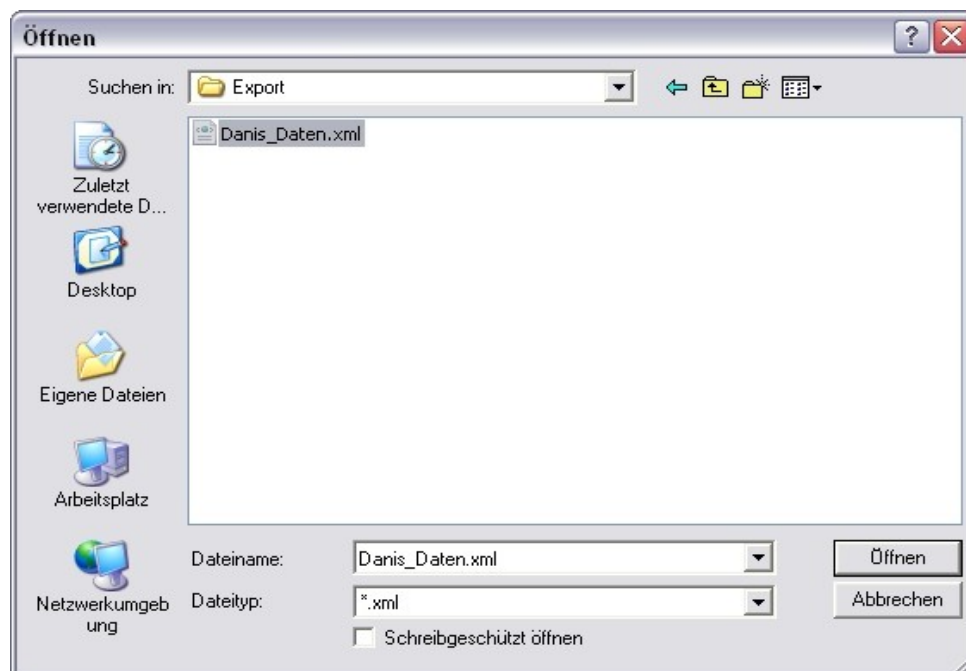 Öffnen
Suchen in:
Export
Danis_Daten.xml
Zuletzt
verwendete D...
Desktop
Eigene Dateien
Arbeitsplatz
Netzwerkumgeb
ung
Dateiname:
Danis_Daten.xml
Öffnen
Dateityp:
*.xml
Abbrechen
Schreibgeschützt öffnen